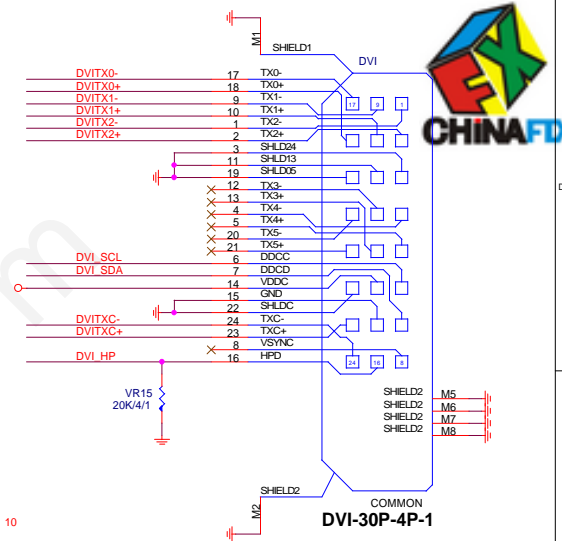 M1
SHIELD1
DVI
CHiNAFiX
DVITX0- 17 TX0-
DVITX0+ 18 TX0+
DVITX1- 9 TX1-
DVITX1+ 10 TX1+
DVITX2- 1 TX2-
DVITX2+ 2 TX2+
3 SHLD24
11 SHLD13
19 SHLD05
12 TX3-
13 TX3+
4 TX4-
5 TX4+
20 TX5-
21 TX5+
DVI_SCL 6 DDCC
DVI_SDA 7 DDCD
14 VDDC
15 GND
22 SHLDC
DVITXC- 24 TXC-
DVITXC+ 23 TXC+
8 VSYNC
DVI_HP 16 HPD
17 9 1
24 16 8
VR15
20K/4/1
SHIELD2 M5
SHIELD2 M6
SHIELD2 M7
SHIELD2 M8
SHIELD2
M2
COMMON
DVI-30P-4P-1
10
m